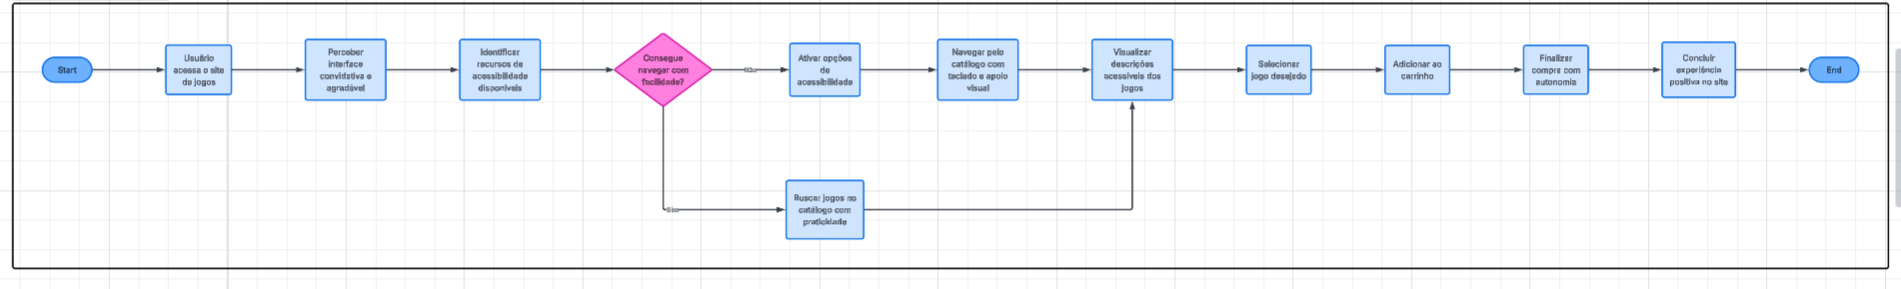 Start
Usuário
acessa o site
de jogos
Perceber
interface
convidativa e
agradável
Identificar
recursos de
acessibilidade
disponíveis
Consegue
navegar com
facilidade?
Não
Ativar opções
de
acessibilidade
Navegar pelo
catálogo com
teclado e apoio
visual
Visualizar
descrições
acessíveis dos
jogos
Selecionar
jogo desejado
Adicionar ao
carrinho
Finalizar
compra com
autonomia
Concluir
experiência
positiva no site
End
Sim
Buscar jogos no
catálogo com
praticidade